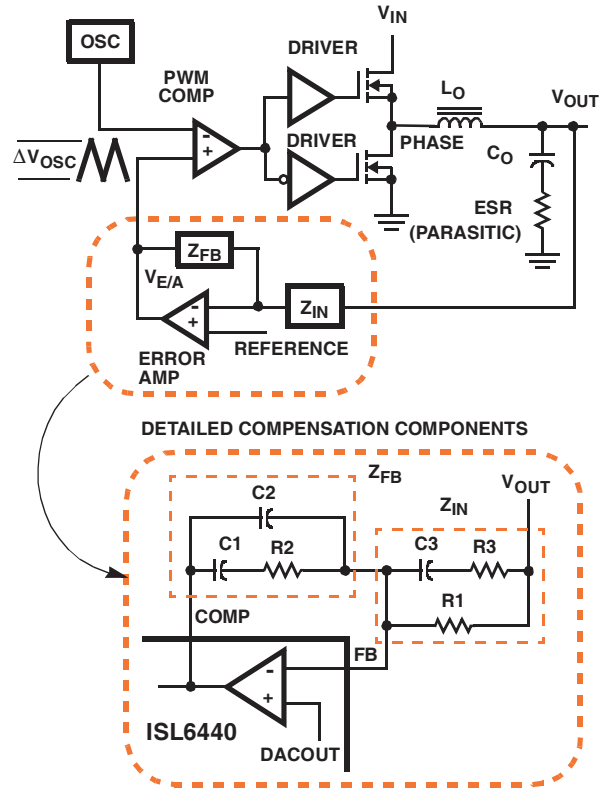 OSC
VIN
DRIVER
PWM
COMP
LO
VOUT
-
+
DRIVER
PHASE
ΔVOSC
CO
ESR
(PARASITIC)
ZFB
VE/A
-
+
ZIN
REFERENCE
ERROR
AMP
DETAILED COMPENSATION COMPONENTS
ZFB
VOUT
C2
ZIN
C1
R2
C3
R3
R1
COMP
FB
-
+
ISL6440
DACOUT